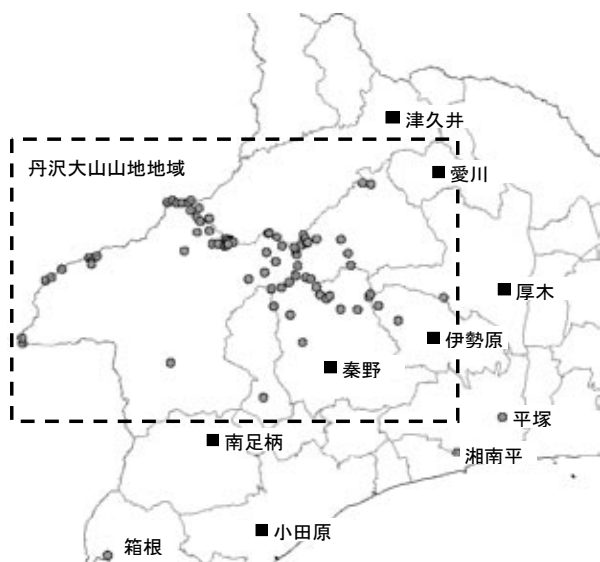 津久井
丹沢大山山地地域
愛川
厚木
伊勢原
秦野
平塚
南足柄
湘南平
小田原
箱根